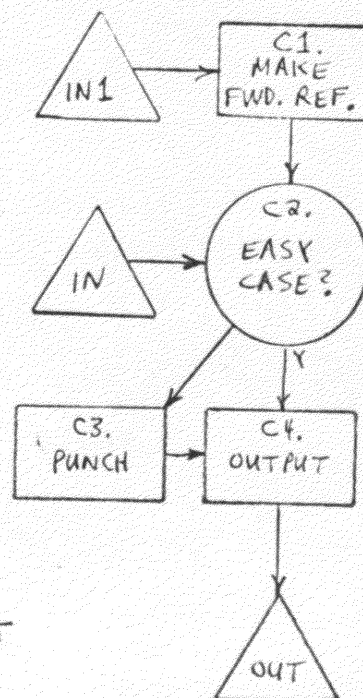 C1.
MAKE
FWD. REF.
IN1
C2.
EASY
CASE?
IN
Y
C3.
PUNCH
C4.
OUTPUT
OUT